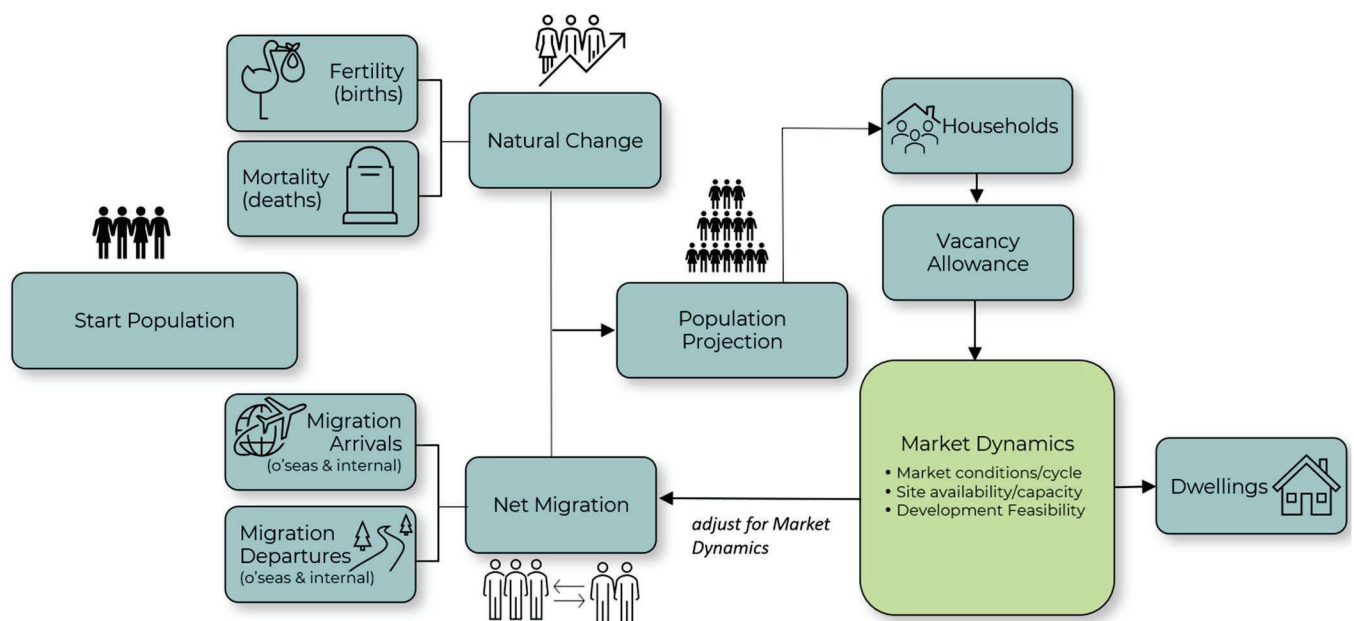 Fertility
(births)
Mortality
(deaths)
Natural Change
Start Population
Migration
Arrivals
(o'seas & internal)
Migration
Departures
(o'seas & internal)
Net Migration
Population
Projection
Households
Vacancy
Allowance
Market Dynamics
• Market conditions/cycle
• Site availability/capacity
• Development Feasibility
adjust for Market
Dynamics
Dwellings